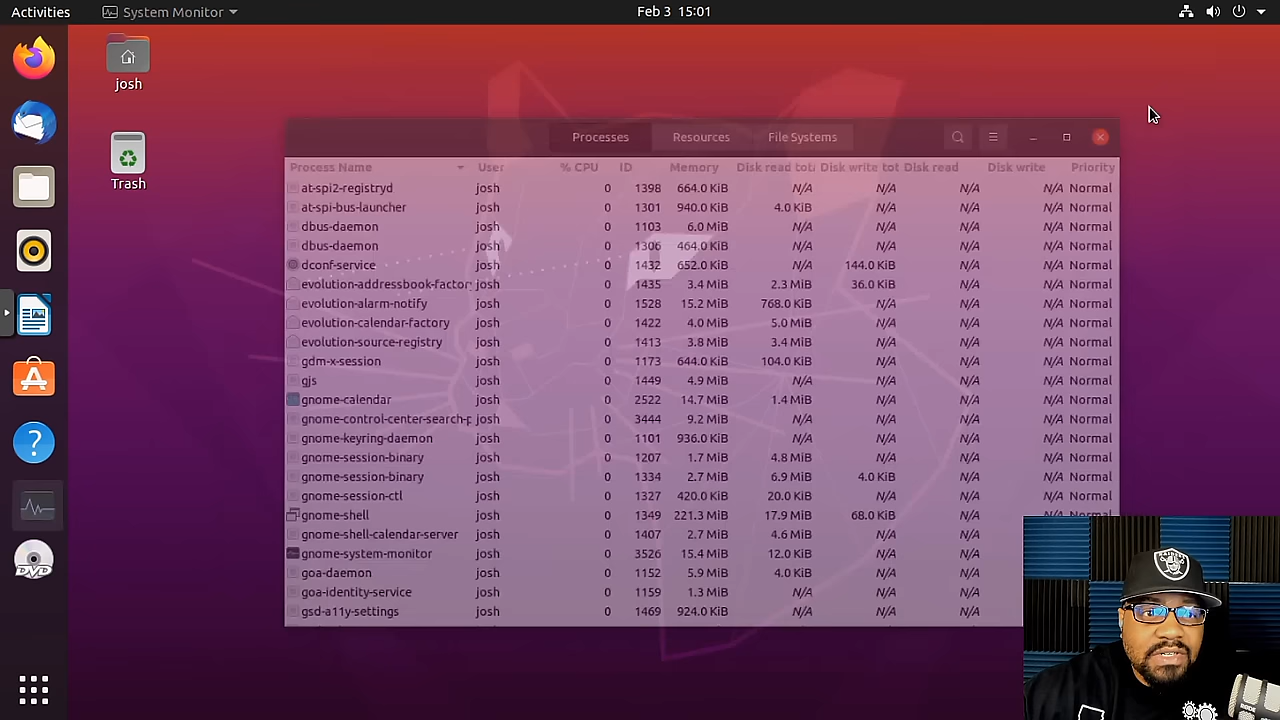 Activities System Monitor Feb 3 15:01
josh
Trash
Processes Resources File Systems
Process Name User % CPU ID Memory Disk read tot Disk write tot Disk read Disk write Priority
at-spi2-registryd josh 0 1398 664.0 KiB N/A N/A N/A N/A Normal
at-spi-bus-launcher josh 0 1301 940.0 KiB 4.0 KiB N/A N/A N/A Normal
dbus-daemon josh 0 1103 6.0 MiB N/A N/A N/A N/A Normal
dbus-daemon josh 0 1306 464.0 KiB N/A N/A N/A N/A Normal
dconf-service josh 0 1432 652.0 KiB N/A 144.0 KiB N/A N/A Normal
evolution-addressbook-factor josh 0 1435 3.4 MiB 2.3 MiB 36.0 KiB N/A N/A Normal
evolution-alarm-notify josh 0 1528 15.2 MiB 768.0 KiB N/A N/A N/A Normal
evolution-calendar-factory josh 0 1422 4.0 MiB 5.0 MiB N/A N/A N/A Normal
evolution-source-registry josh 0 1413 3.8 MiB 3.4 MiB N/A N/A N/A Normal
gdm-x-session josh 0 1173 644.0 KiB 104.0 KiB N/A N/A N/A Normal
gjs josh 0 1449 4.9 MiB N/A N/A N/A N/A Normal
gnome-calendar josh 0 2522 14.7 MiB 1.4 MiB N/A N/A N/A Normal
gnome-control-center-search-p josh 0 3444 9.2 MiB N/A N/A N/A N/A Normal
gnome-keyring-daemon josh 0 1101 936.0 KiB N/A N/A N/A N/A Normal
gnome-session-binary josh 0 1207 1.7 MiB 4.8 MiB N/A N/A N/A Normal
gnome-session-binary josh 0 1334 2.7 MiB 6.9 MiB 4.0 KiB N/A N/A Normal
gnome-session-ctl josh 0 1327 420.0 KiB 20.0 KiB N/A N/A N/A Normal
gnome-shell josh 0 1349 221.3 MiB 17.9 MiB 68.0 KiB N/A N/A Normal
gnome-shell-calendar-server josh 0 1407 2.7 MiB 4.6 MiB N/A N/A
gnome-system-monitor josh 0 3526 15.4 MiB 12.0 KiB N/A N/A
goa-daemon josh 0 1152 5.9 MiB 4.0 KiB N/A N/A
goa-identity-service josh 0 1159 1.3 MiB N/A N/A N/A
gsd-a11y-settings josh 0 1469 924.0 KiB N/A N/A N/A
DVD
RAIDERS